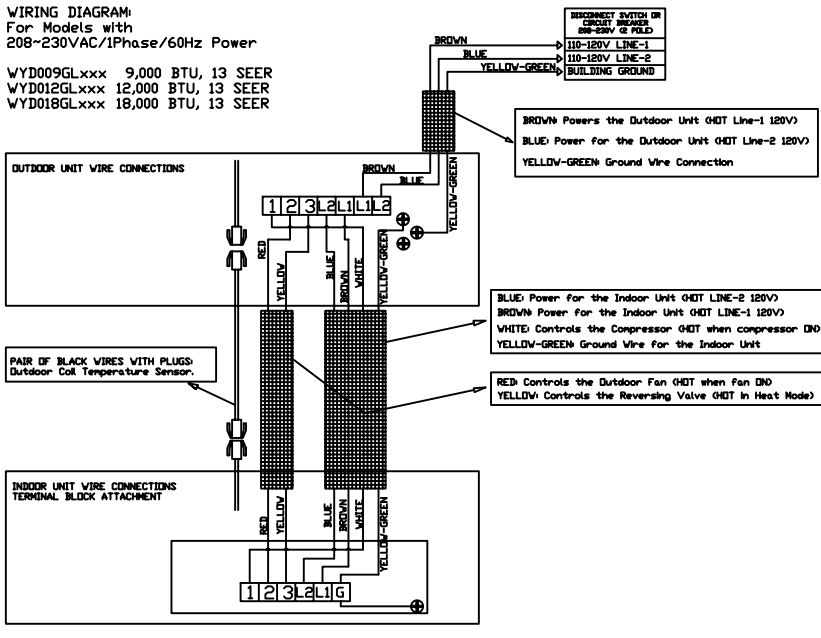 WIRING DIAGRAM:
For Models with
208~230VAC/1Phase/60Hz Power
WYD009GLxxx 9,000 BTU, 13 SEER
WYD012GLxxx 12,000 BTU, 13 SEER
WYD018GLxxx 18,000 BTU, 13 SEER
DISCONNECT SWITCH OR
CIRCUIT BREAKER
208-230V (2 POLE)
110-120V LINE-1
110-120V LINE-2
BUILDING GROUND
BROWN
BLUE
YELLOW-GREEN
BROWN: Powers the Outdoor Unit (HOT Line-1 120V)
BLUE: Power for the Outdoor Unit (HOT Line-2 120V)
YELLOW-GREEN: Ground Wire Connection
OUTDOOR UNIT WIRE CONNECTIONS
BROWN
BLUE
YELLOW-GREEN
1 2 3 L2 L1 L1 L2
RED
YELLOW
BLUE
BROWN
WHITE
YELLOW-GREEN
BLUE: Power for the Indoor Unit (HOT LINE-2 120V)
BROWN: Power for the Indoor Unit (HOT LINE-1 120V)
WHITE: Controls the Compressor (HOT when compressor ON)
YELLOW-GREEN: Ground Wire for the Indoor Unit
PAIR OF BLACK WIRES WITH PLUGS:
Outdoor Coil Temperature Sensor.
RED: Controls the Outdoor Fan (HOT when fan ON)
YELLOW: Controls the Reversing Valve (HOT in Heat Mode)
INDOOR UNIT WIRE CONNECTIONS
TERMINAL BLOCK ATTACHMENT
RED
YELLOW
BLUE
BROWN
WHITE
YELLOW-GREEN
1 2 3 L2 L1 G